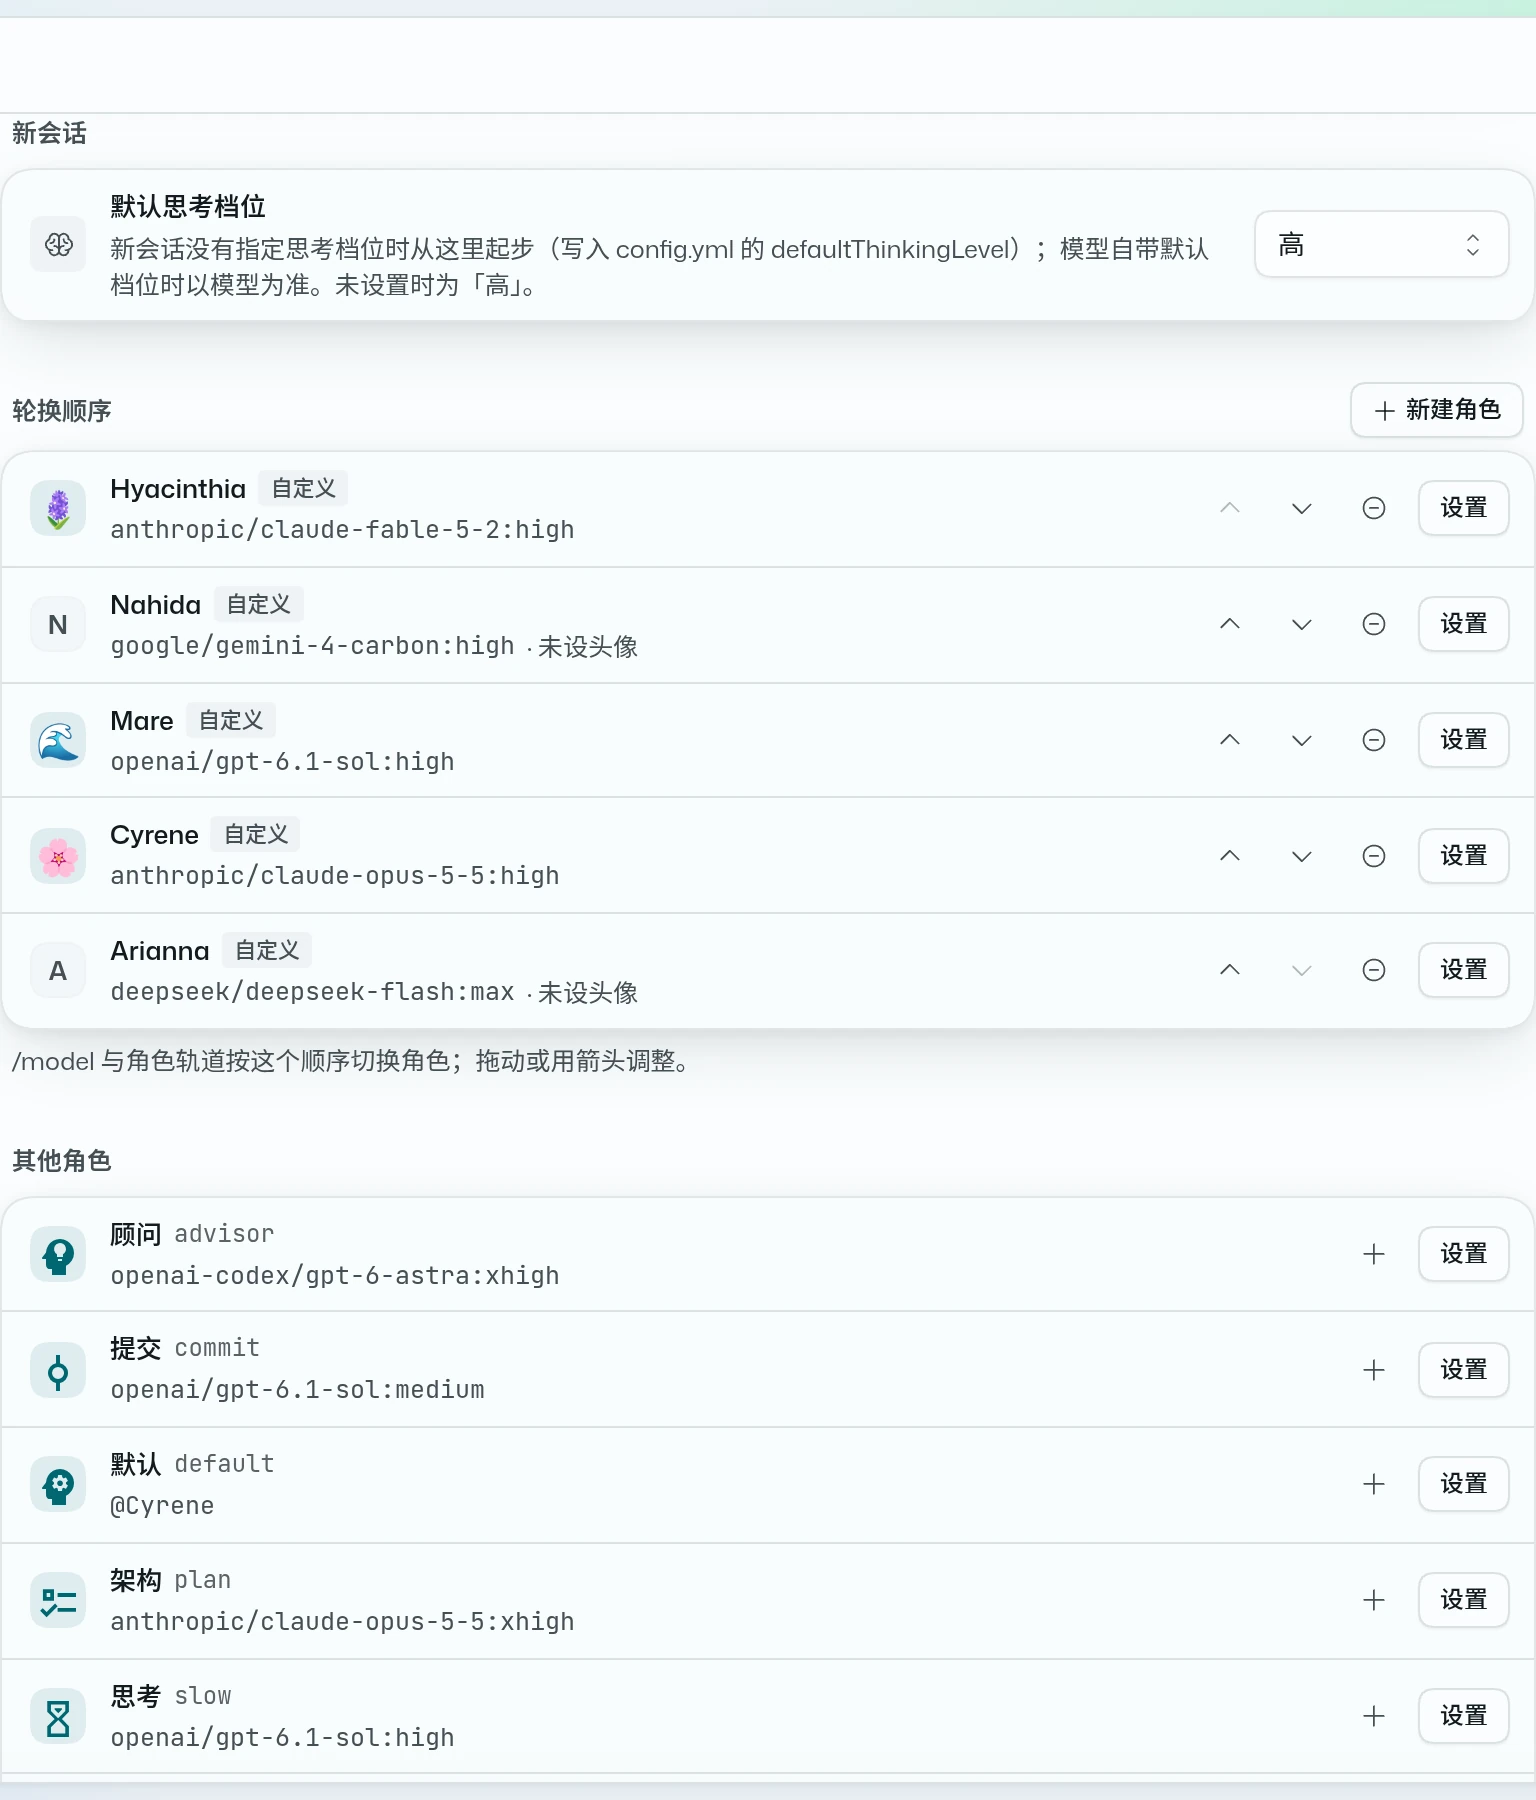 新会话
默认思考档位
新会话没有指定思考档位时从这里起步（写入 config.yml 的 defaultThinkingLevel）；模型自带默认
档位时以模型为准。未设置时为「高」。
高
轮换顺序
新建角色
Hyacinthia 自定义
anthropic/claude-fable-5-2:high
设置
N
Nahida 自定义
google/gemini-4-carbon:high · 未设头像
设置
Mare 自定义
openai/gpt-6.1-sol:high
设置
Cyrene 自定义
anthropic/claude-opus-5-5:high
设置
A
Arianna 自定义
deepseek/deepseek-flash:max · 未设头像
设置
/model 与角色轨道按这个顺序切换角色；拖动或用箭头调整。
其他角色
顾问 advisor
openai-codex/gpt-6-astra:xhigh
设置
提交 commit
openai/gpt-6.1-sol:medium
设置
默认 default
@Cyrene
设置
架构 plan
anthropic/claude-opus-5-5:xhigh
设置
思考 slow
openai/gpt-6.1-sol:high
设置